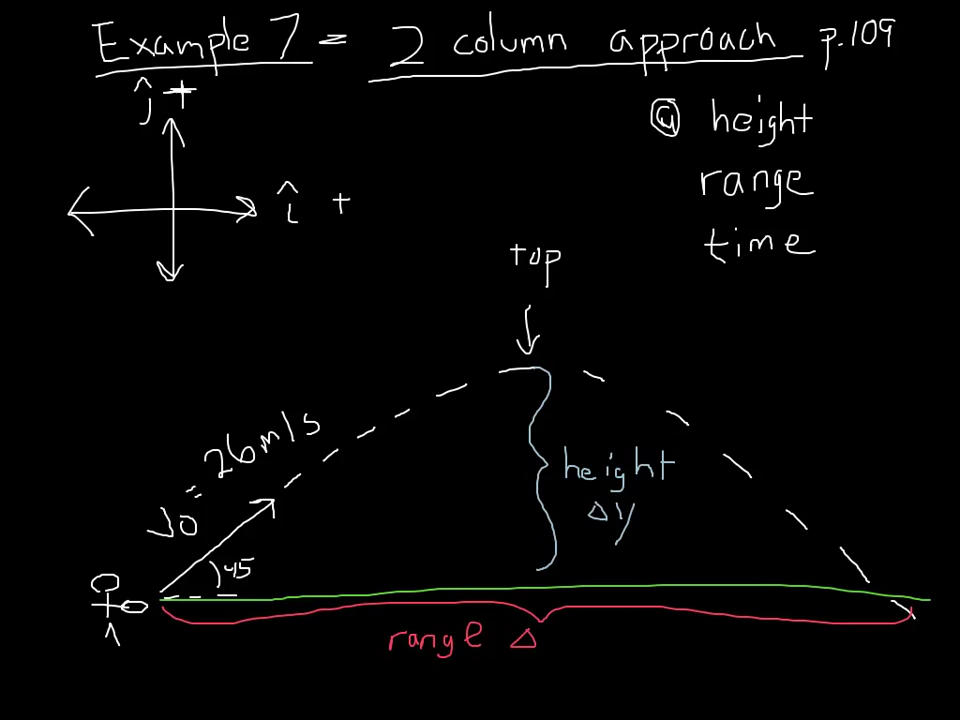 Example 7 = 2 column approach p.109
ĵ +
î +
ⓐ height
range
time
top
v0 = 26m/s
45
height
Δy
range Δ